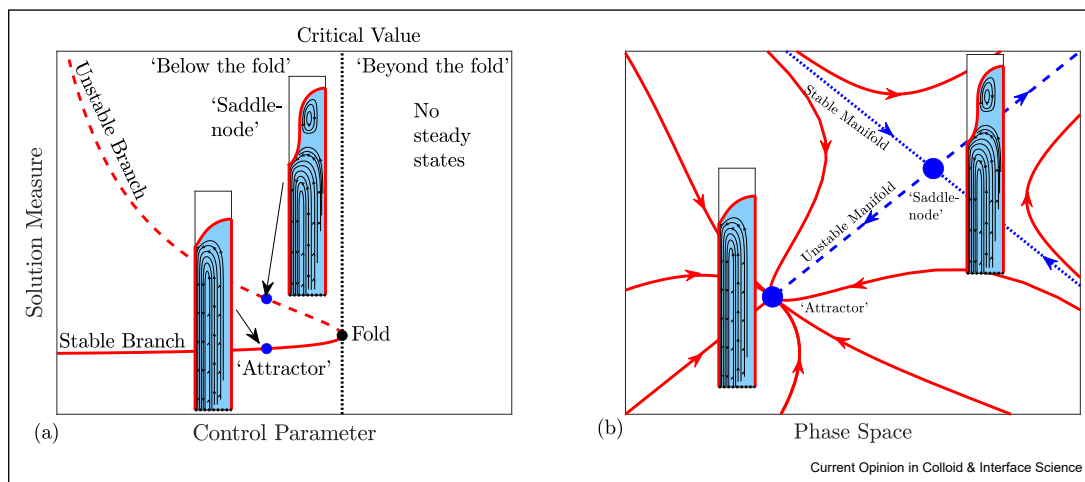 Critical Value
‘Below the fold’
‘Beyond the fold’
Unstable Branch
‘Saddle-
node’
No
steady
states
Solution Measure
Stable Branch
Fold
‘Attractor’
(a)
Control Parameter
Stable Manifold
Unstable Manifold
‘Saddle-
node’
‘Attractor’
(b)
Phase Space
Current Opinion in Colloid & Interface Science